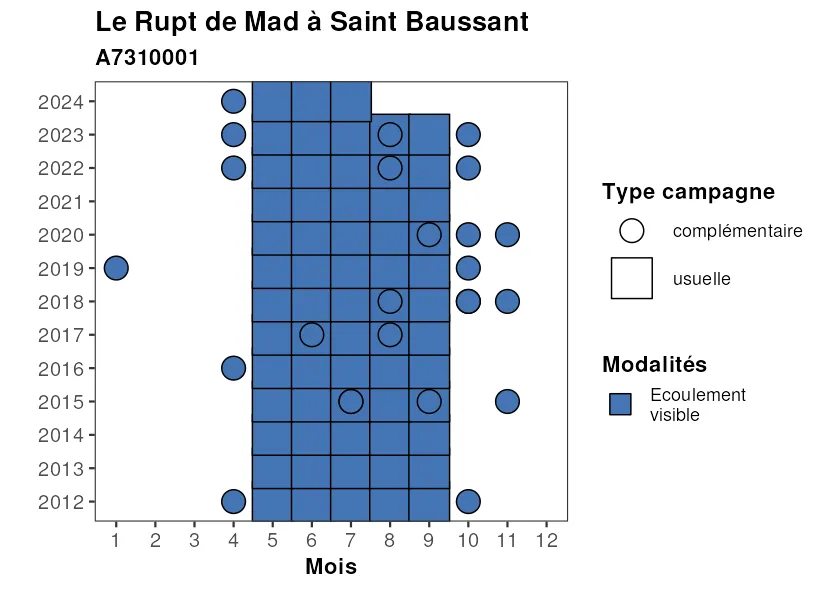 Le Rupt de Mad à Saint Baussant
A7310001
2024
2023
2022
2021
2020
2019
2018
2017
2016
2015
2014
2013
2012
1 2 3 4 5 6 7 8 9 10 11 12
Mois
Type campagne
complémentaire
usuelle
Modalités
Ecoulement
visible